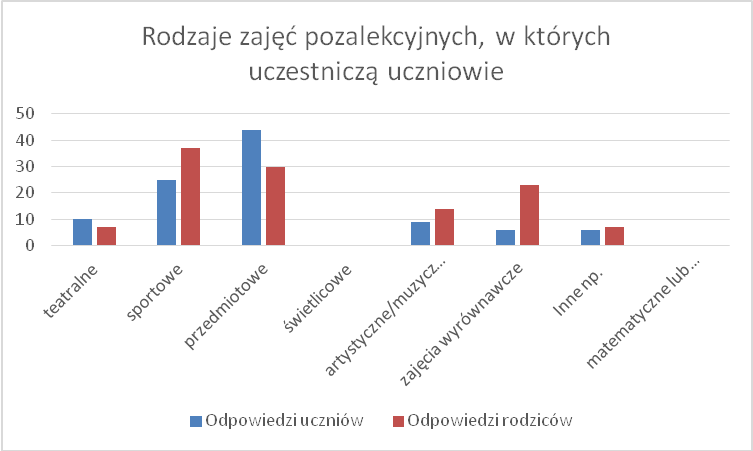 Rodzaje zajęć pozalekcyjnych, w których
uczestniczą uczniowie
50
40
30
20
10
0
teatralne
sportowe
przedmiotowe
świetlicowe
artystyczne/muzycz...
zajęcia wyrównawcze
Inne np.
matematyczne lub...
Odpowiedzi uczniów
Odpowiedzi rodziców